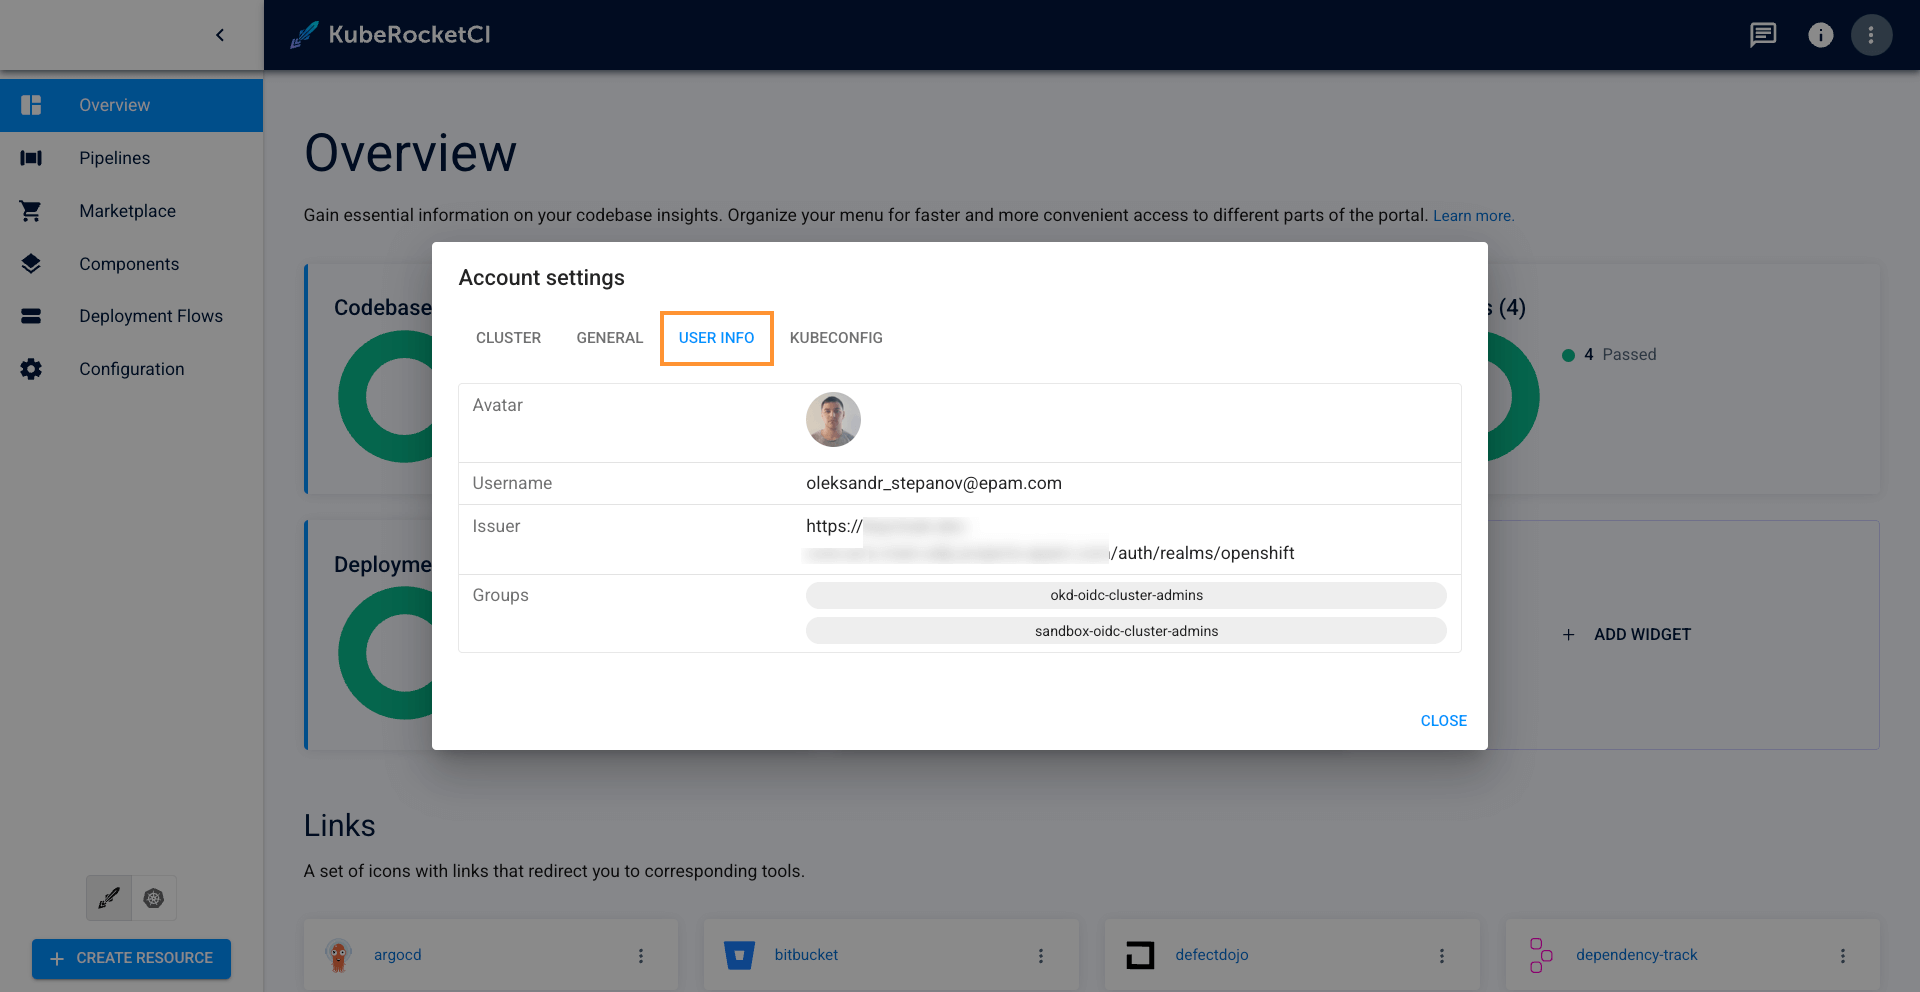 KubeRocketCI
Overview
Pipelines
Marketplace
Components
Deployment Flows
Configuration
CREATE RESOURCE
Overview
Gain essential information on your codebase insights. Organize your menu for faster and more convenient access to different parts of the portal. Learn more.
Codebase
s (4)
4 Passed
Deployme
ADD WIDGET
Account settings
CLUSTER GENERAL USER INFO KUBECONFIG
Avatar
Username oleksandr_stepanov@epam.com
Issuer https://
/auth/realms/openshift
Groups okd-oidc-cluster-admins
sandbox-oidc-cluster-admins
CLOSE
Links
A set of icons with links that redirect you to corresponding tools.
argocd bitbucket defectdojo dependency-track